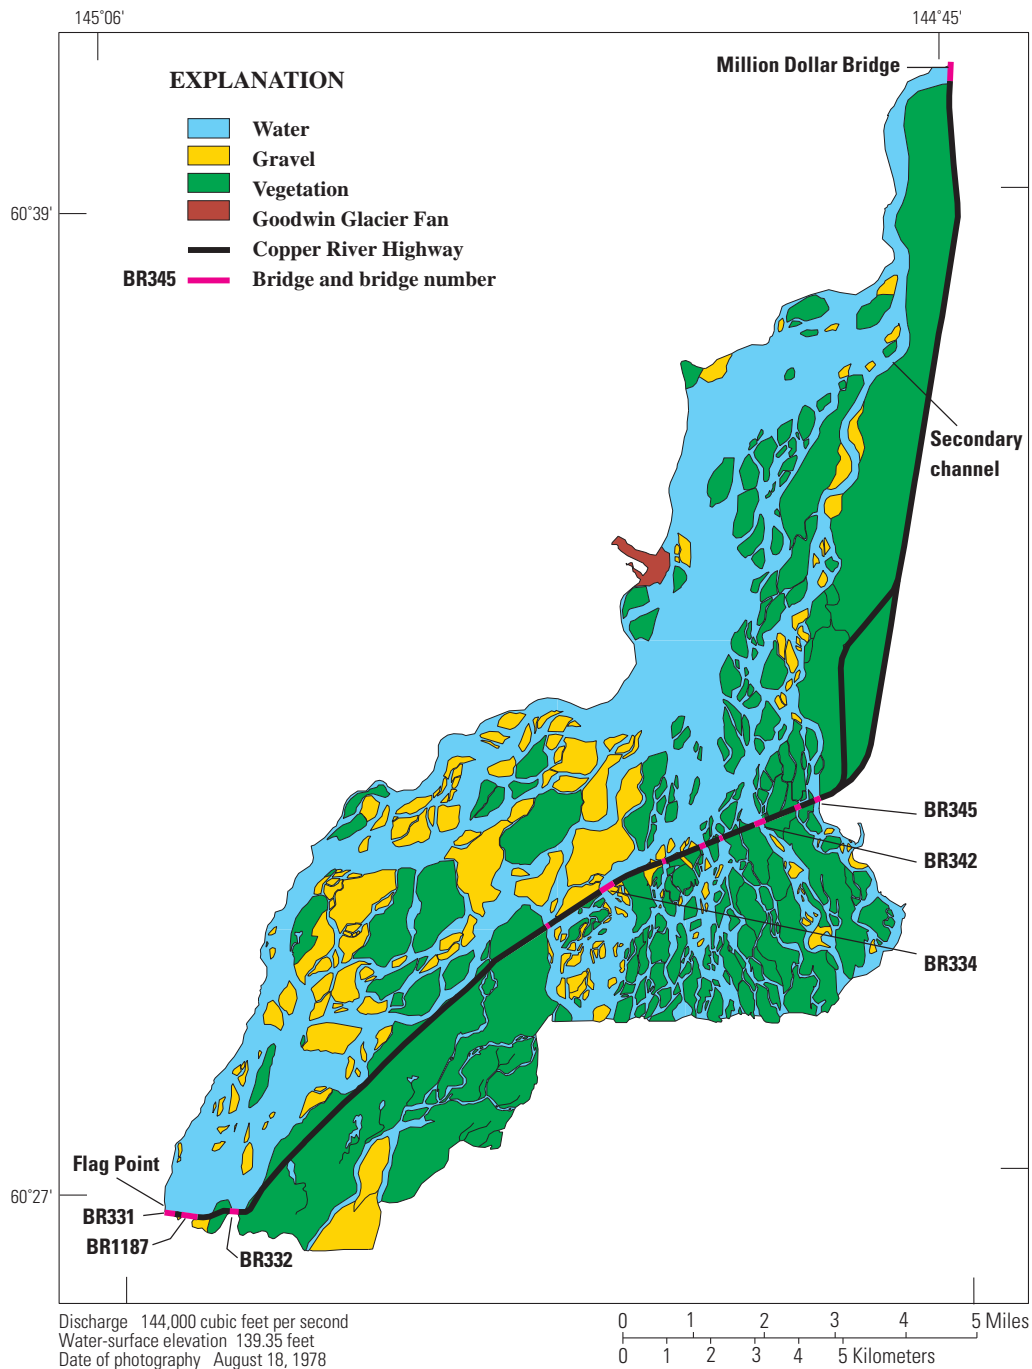 145°06'
144°45'
Million Dollar Bridge
EXPLANATION
Water
Gravel
Vegetation
60°39'
Goodwin Glacier Fan
Copper River Highway
BR345
Bridge and bridge number
Secondary
channel
BR345
BR342
BR334
Flag Point
60°27'
BR331
BR1187
BR332
Discharge 144,000 cubic feet per second
Water-surface elevation 139.35 feet
Date of photography August 18, 1978
0 1 2 3 4 5 Miles
0 1 2 3 4 5 Kilometers